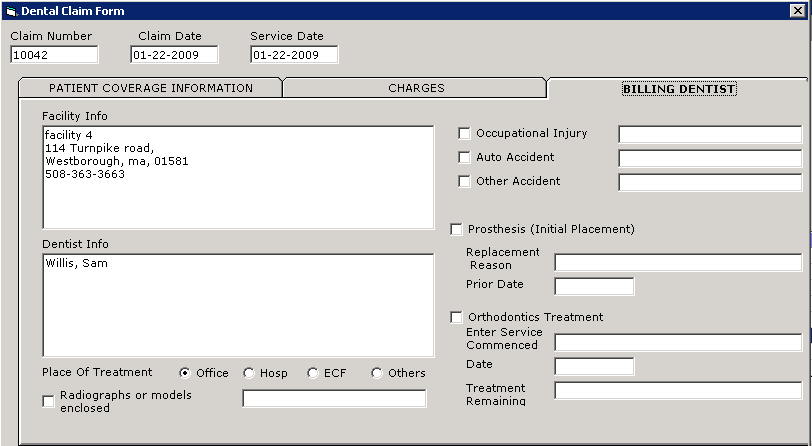 Dental Claim Form
Claim Number Claim Date Service Date
10042 01-22-2009 01-22-2009
PATIENT COVERAGE INFORMATION CHARGES BILLING DENTIST
Facility Info
facility 4
114 Turnpike road,
Westborough, ma, 01581
508-363-3663
Dentist Info
Willis, Sam
Place Of Treatment Office Hosp ECF Others
Radiographs or models
enclosed
Occupational Injury
Auto Accident
Other Accident
Prosthesis (Initial Placement)
Replacement
Reason
Prior Date
Orthodontics Treatment
Enter Service
Commenced
Date
Treatment
Remaining